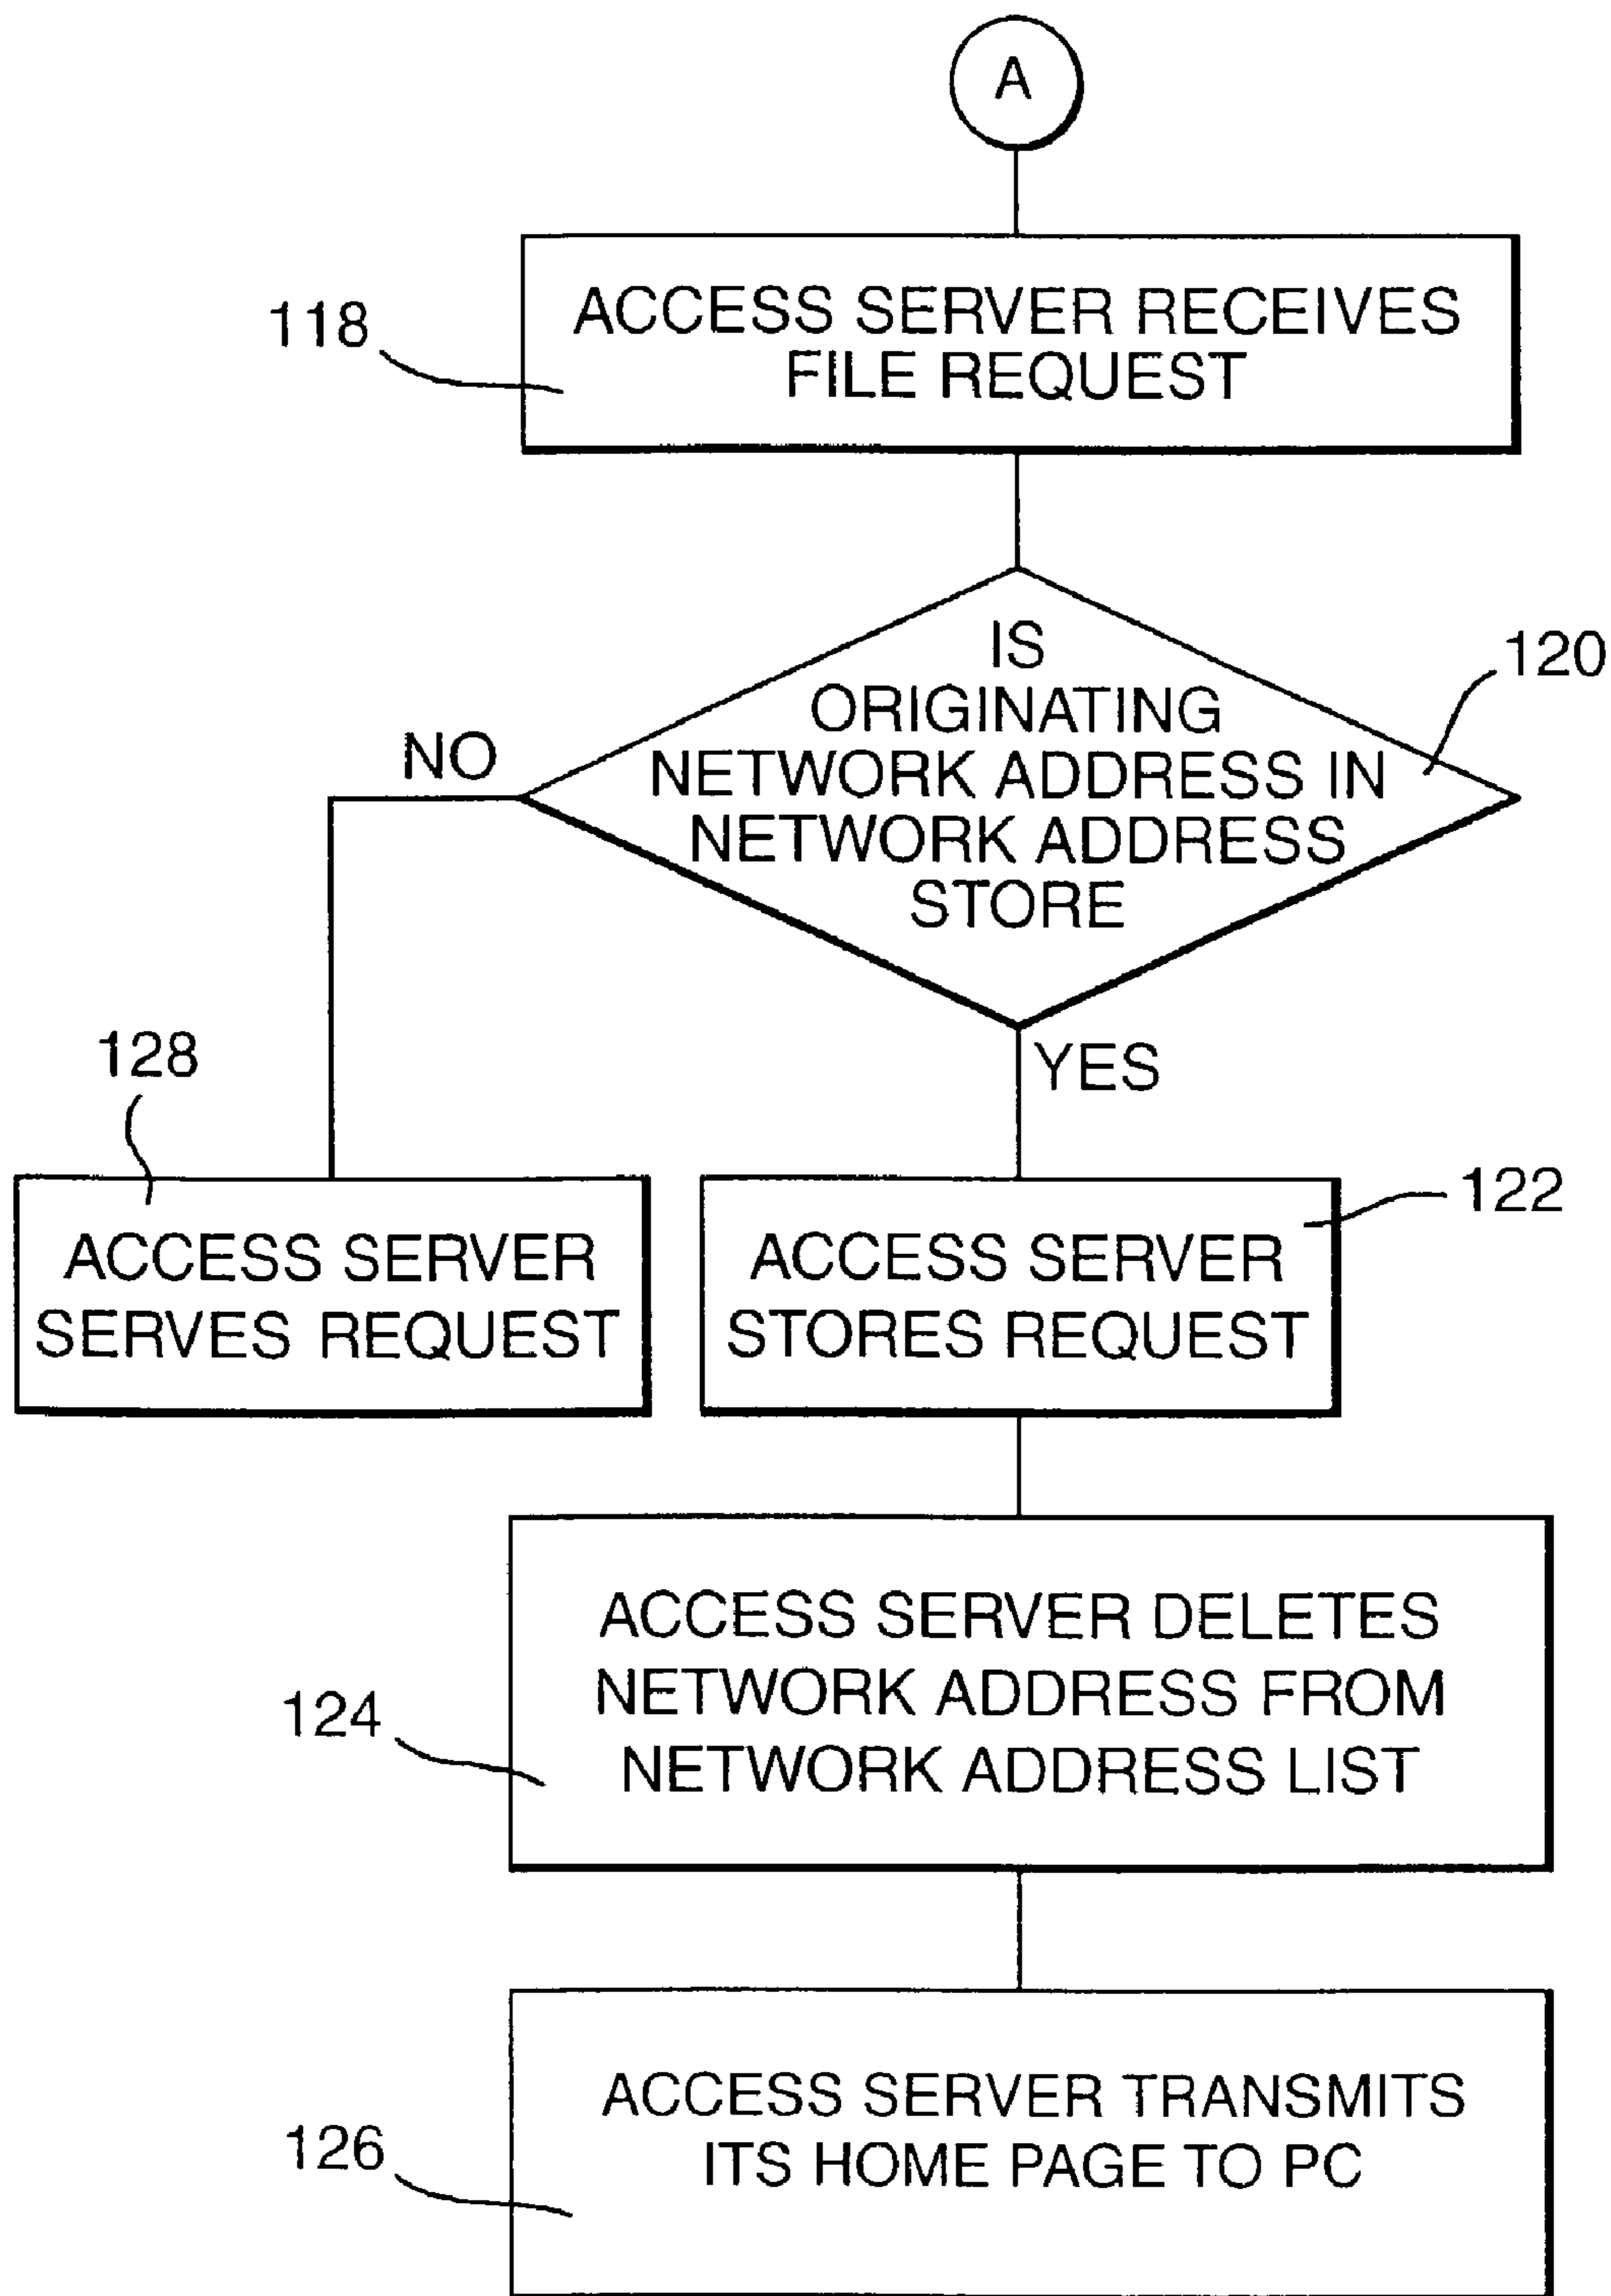 A
118
ACCESS SERVER RECEIVES
FILE REQUEST
120
IS
ORIGINATING
NETWORK ADDRESS IN
NETWORK ADDRESS
STORE
NO
YES
128
ACCESS SERVER
SERVES REQUEST
122
ACCESS SERVER
STORES REQUEST
124
ACCESS SERVER DELETES
NETWORK ADDRESS FROM
NETWORK ADDRESS LIST
126
ACCESS SERVER TRANSMITS
ITS HOME PAGE TO PC